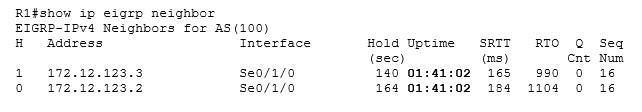 R1#show ip eigrp neighbor
EIGRP-IPv4 Neighbors for AS(100)
H Address Interface Hold Uptime SRTT RTO Q Seq
(sec) (ms) Cnt Num
1 172.12.123.3 Se0/1/0 140 01:41:02 165 990 0 16
0 172.12.123.2 Se0/1/0 164 01:41:02 184 1104 0 16